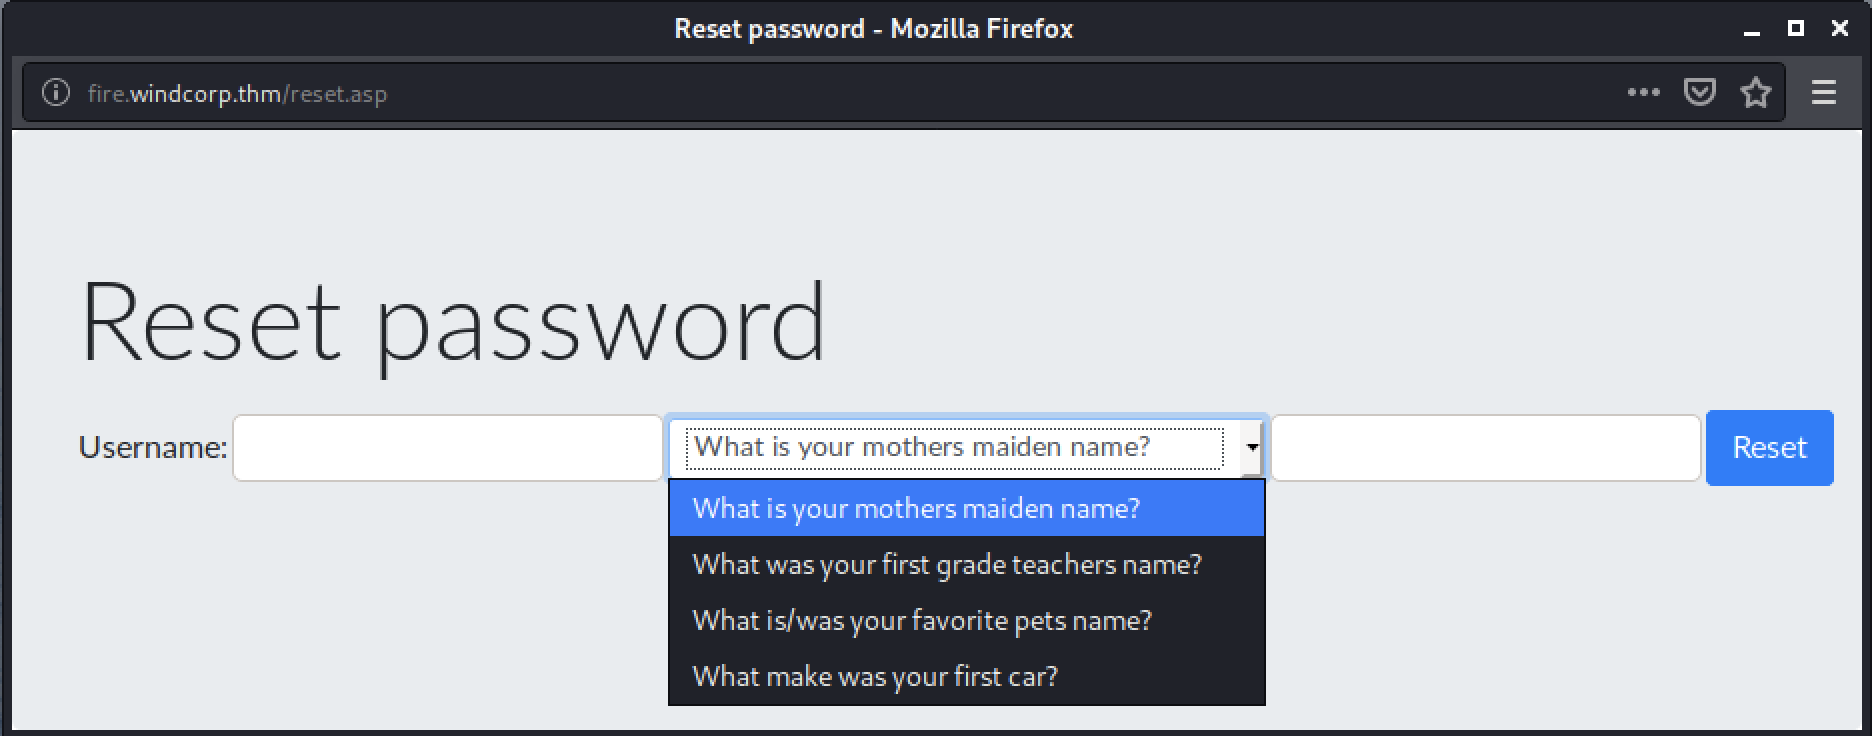 Reset password - Mozilla Firefox
fire.windcorp.thm/reset.asp
Reset password
Username: What is your mothers maiden name? Reset
What is your mothers maiden name?
What was your first grade teachers name?
What is/was your favorite pets name?
What make was your first car?